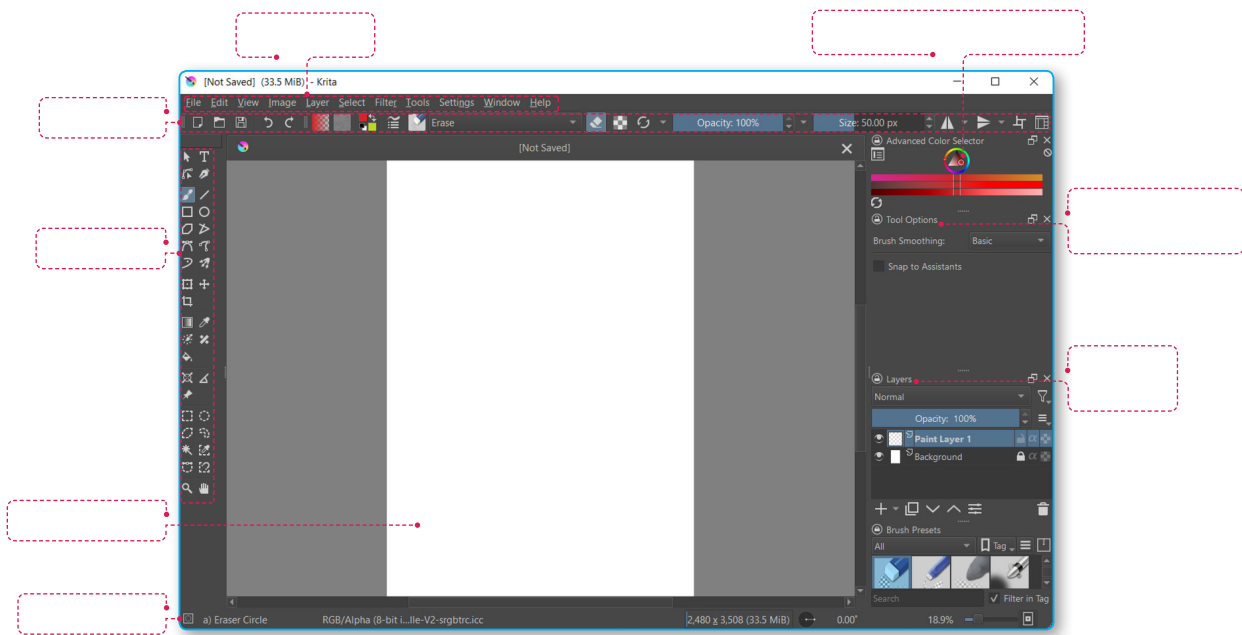 [Not Saved] (33.5 MiB) - Krita
File Edit View Image Layer Select Filter Tools Settings Window Help
Erase Opacity: 100% Size: 50.00 px
[Not Saved]
Advanced Color Selector
Tool Options
Brush Smoothing: Basic
Snap to Assistants
Layers
Normal
Opacity: 100%
Paint Layer 1
Background
Brush Presets
All Tag
Search Filter in Tag
a) Eraser Circle RGB/Alpha (8-bit i...lle-V2-srgbtrc.icc 2,480 x 3,508 (33.5 MiB) 0.00° 18.9%